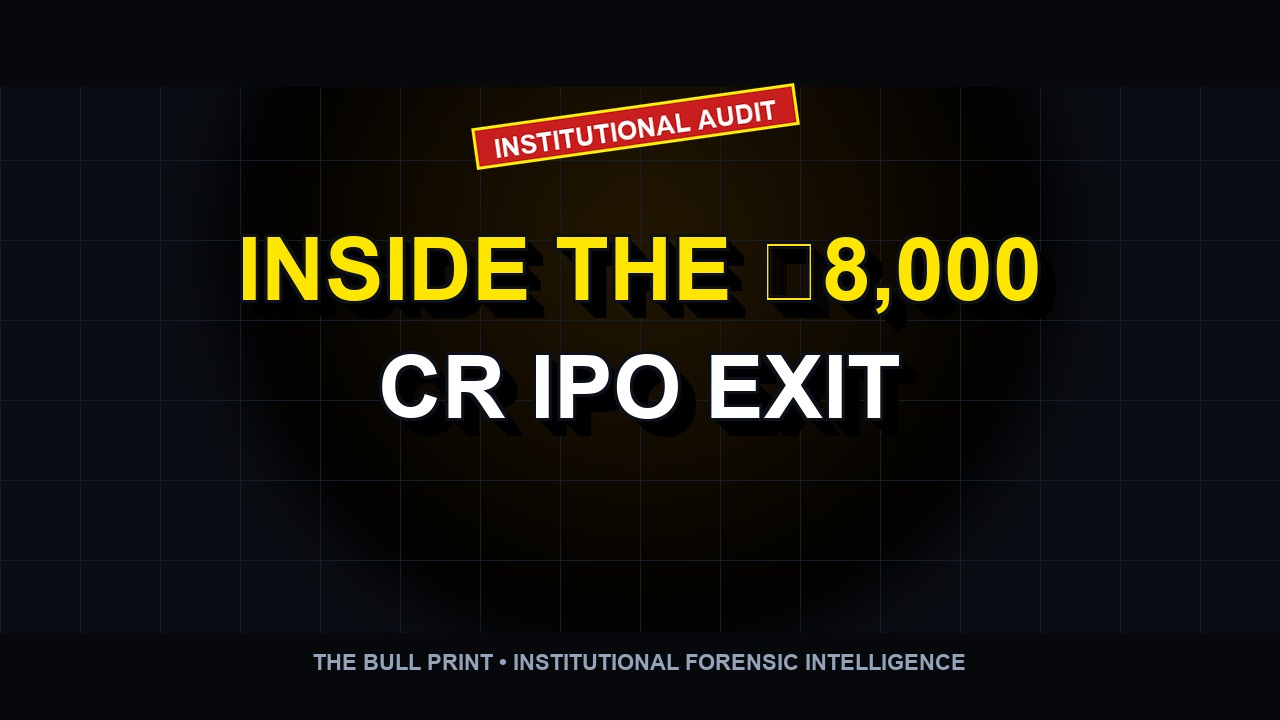 INSTITUTIONAL AUDIT
INSIDE THE □8,000
CR IPO EXIT
THE BULL PRINT • INSTITUTIONAL FORENSIC INTELLIGENCE